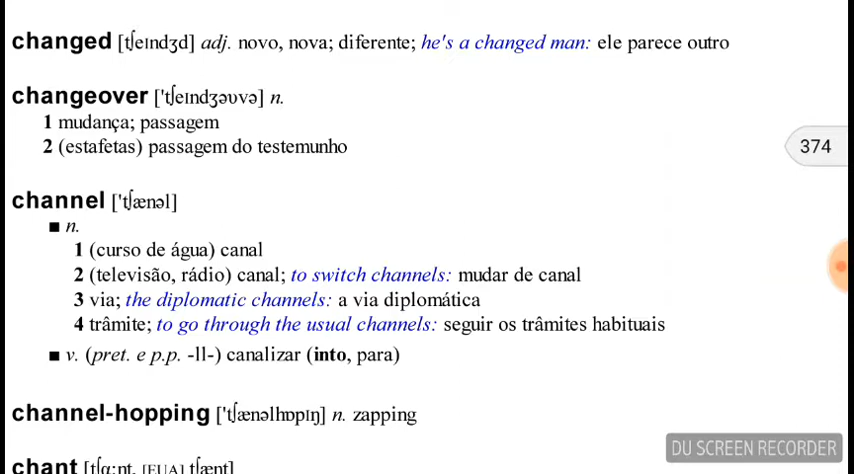 changed [tʃeɪndʒd] adj. novo, nova; diferente; he's a changed man: ele parece outro
changeover ['tʃeɪndʒəʊvə] n.
1 mudança; passagem
2 (estafetas) passagem do testemunho
374
channel ['tʃænəl]
■ n.
1 (curso de água) canal
2 (televisão, rádio) canal; to switch channels: mudar de canal
3 via; the diplomatic channels: a via diplomática
4 trâmite; to go through the usual channels: seguir os trâmites habituais
■ v. (pret. e p.p. -ll-) canalizar (into, para)
channel-hopping ['tʃænəlhɒpɪŋ] n. zapping
DU SCREEN RECORDER
chant [tʃɑːnt, [EUA] tʃænt]